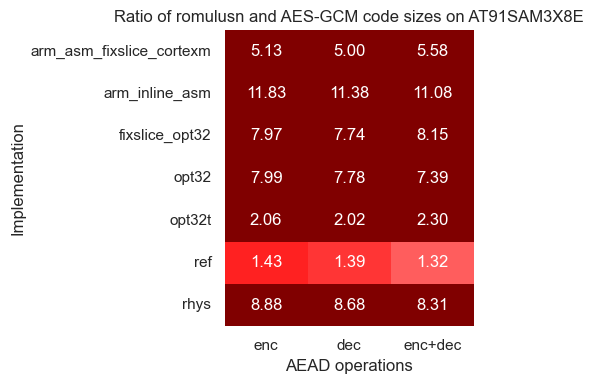 Ratio of romulusn and AES-GCM code sizes on AT91SAM3X8E
Implementation
arm_asm_fixslice_cortexm 5.13 5.00 5.58
arm_inline_asm 11.83 11.38 11.08
fixslice_opt32 7.97 7.74 8.15
opt32 7.99 7.78 7.39
opt32t 2.06 2.02 2.30
ref 1.43 1.39 1.32
rhys 8.88 8.68 8.31
enc dec enc+dec
AEAD operations